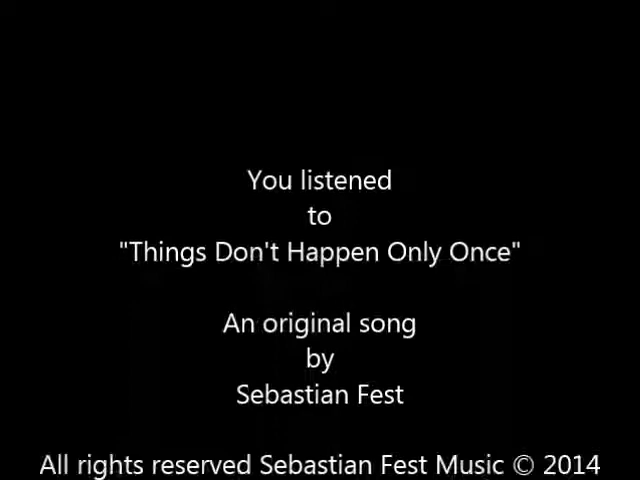 You listened
to
"Things Don't Happen Only Once"
An original song
by
Sebastian Fest
All rights reserved Sebastian Fest Music © 2014